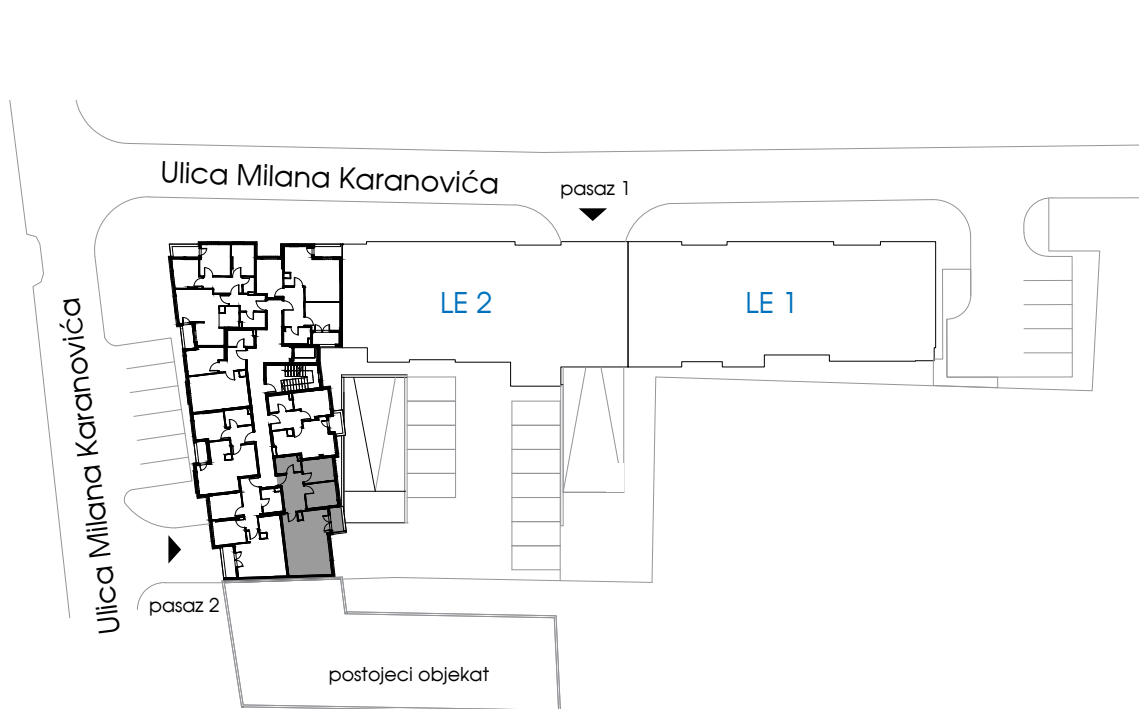 Ulica Milana Karanovića
pasaz 1
LE 2
LE 1
Ulica Milana Karanovića
pasaz 2
postojeci objekat